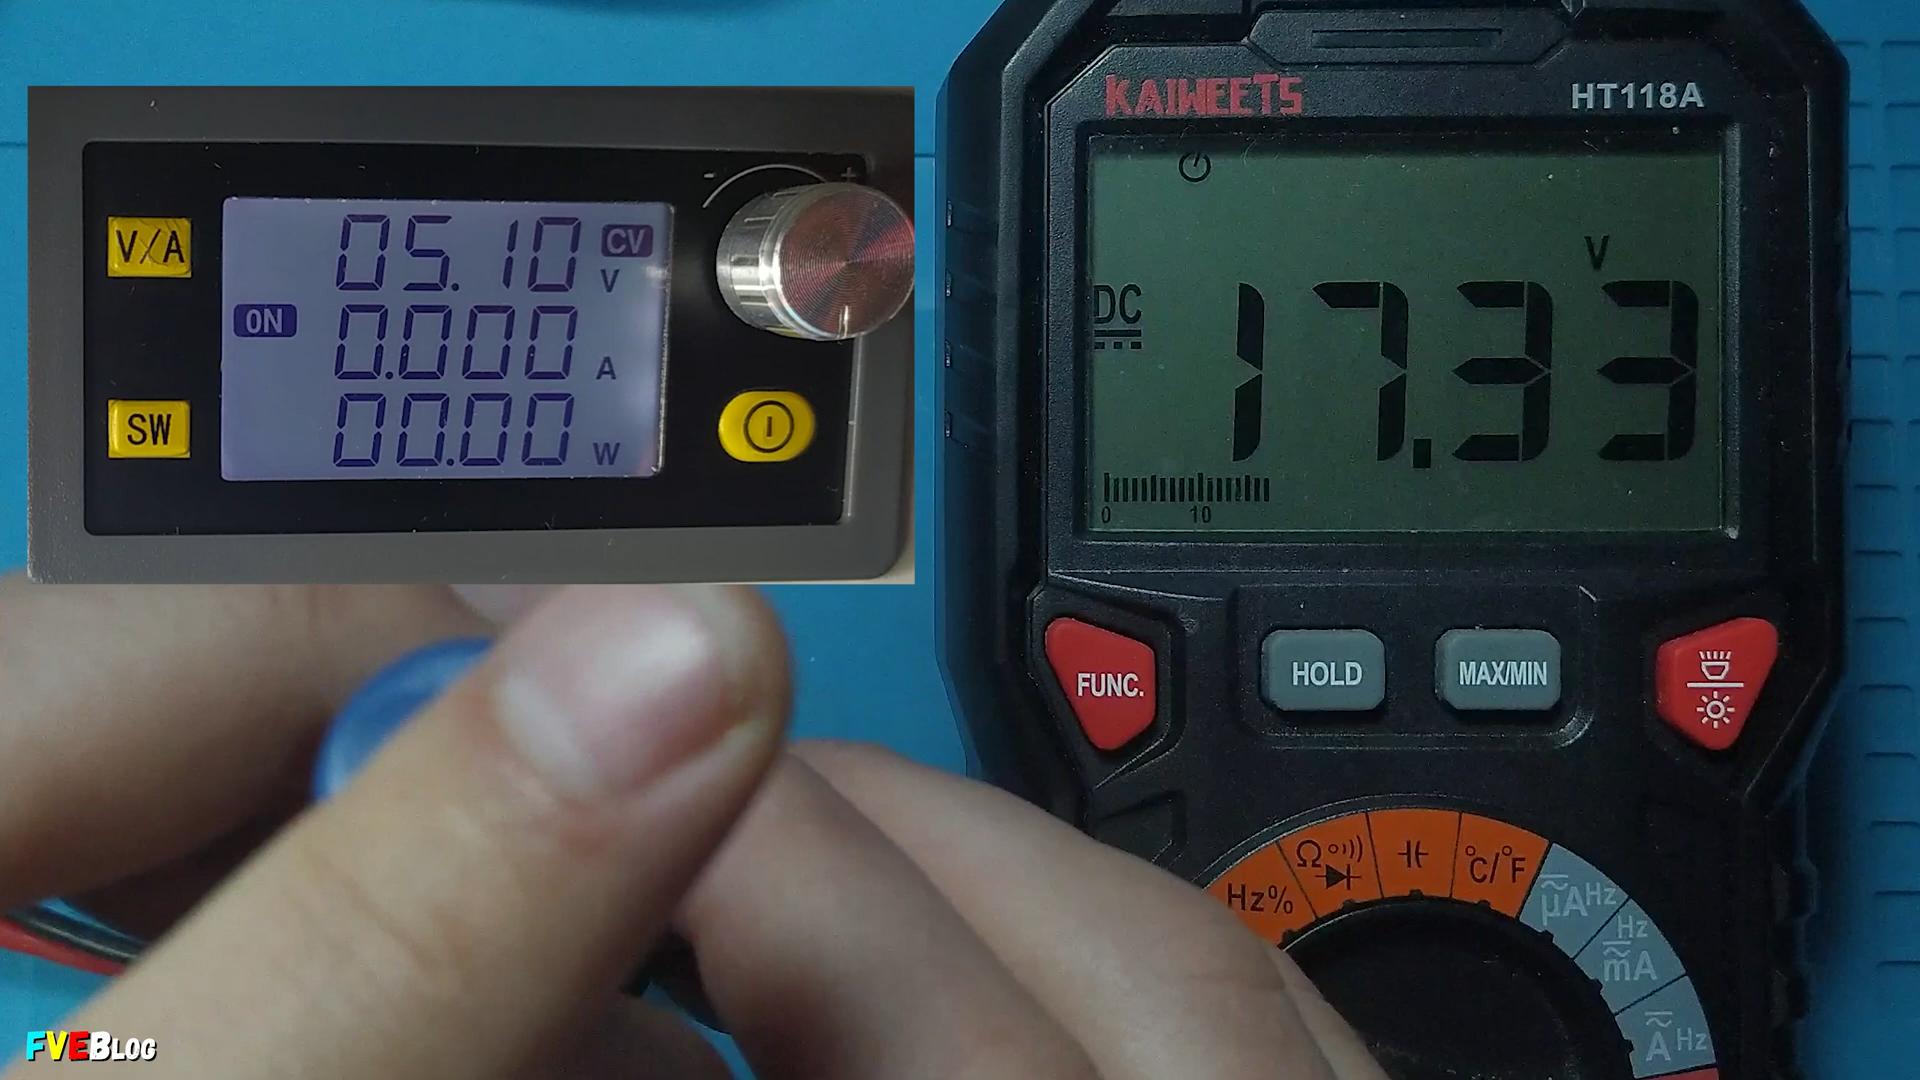 KAIWEETS HT118A
V/A
05.10 CV V
ON
0.000 A
SW
00.00 W
- +
V
DC
17.33
0 10
FUNC. HOLD MAX/MIN
Hz% Ω °C/°F
μA Hz
Hz mA
A Hz
FVEBLOG